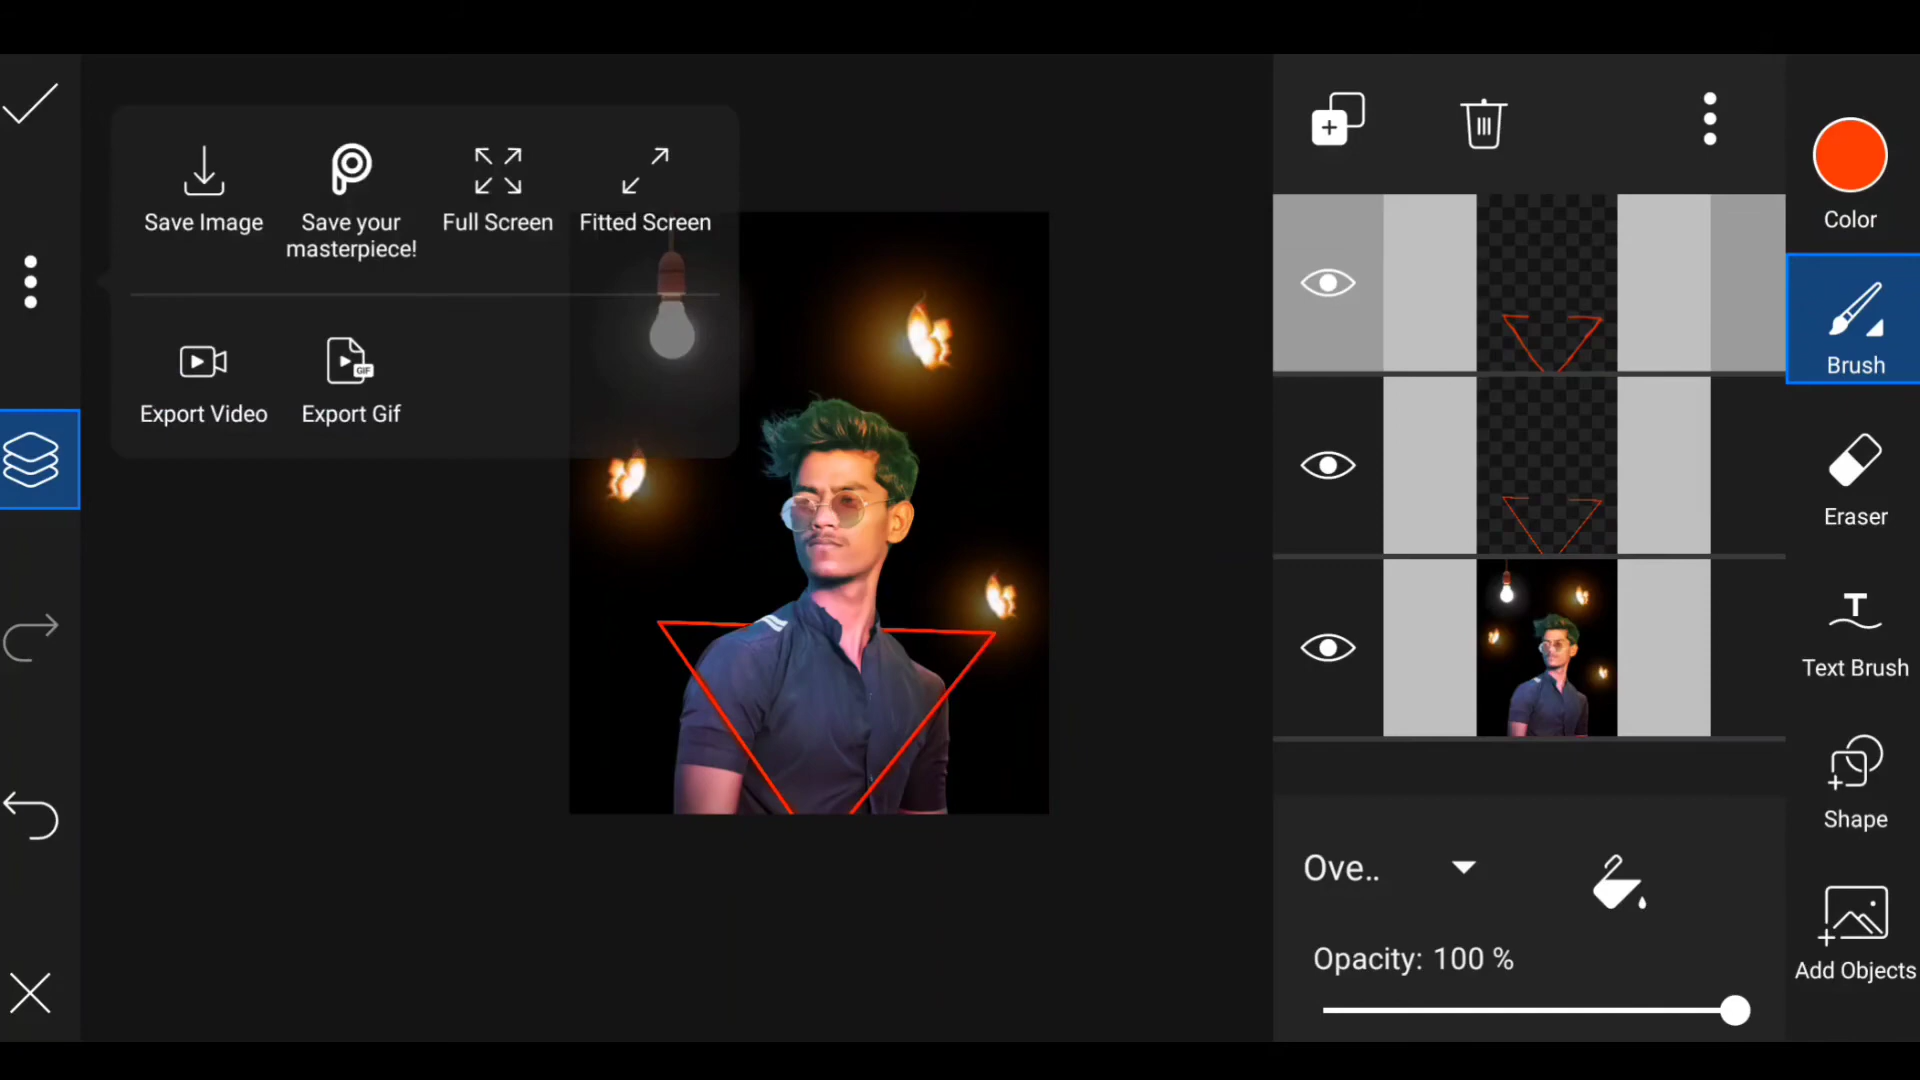 Save Image
Save your
masterpiece!
Full Screen
Fitted Screen
Export Video
GIF
Export Gif
Color
Brush
Eraser
T
Text Brush
Shape
Add Objects
Ove..
Opacity: 100 %